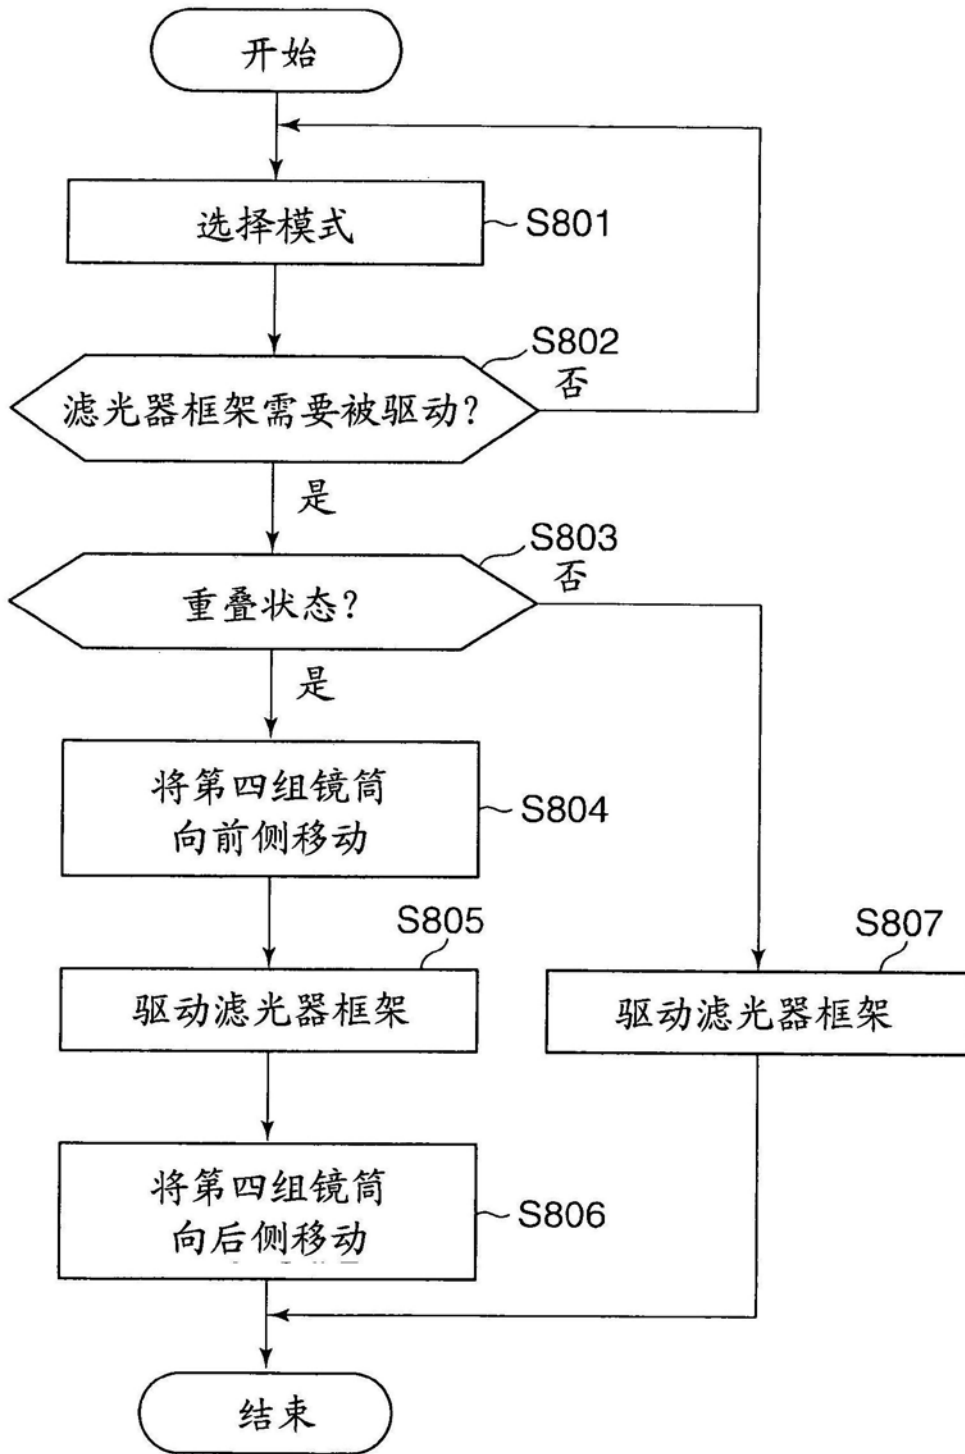 开始
选择模式
S801
S802
滤光器框架需要被驱动?
否
是
S803
重叠状态?
否
是
将第四组镜筒
向前侧移动
S804
S805
驱动滤光器框架
S807
驱动滤光器框架
将第四组镜筒
向后侧移动
S806
结束